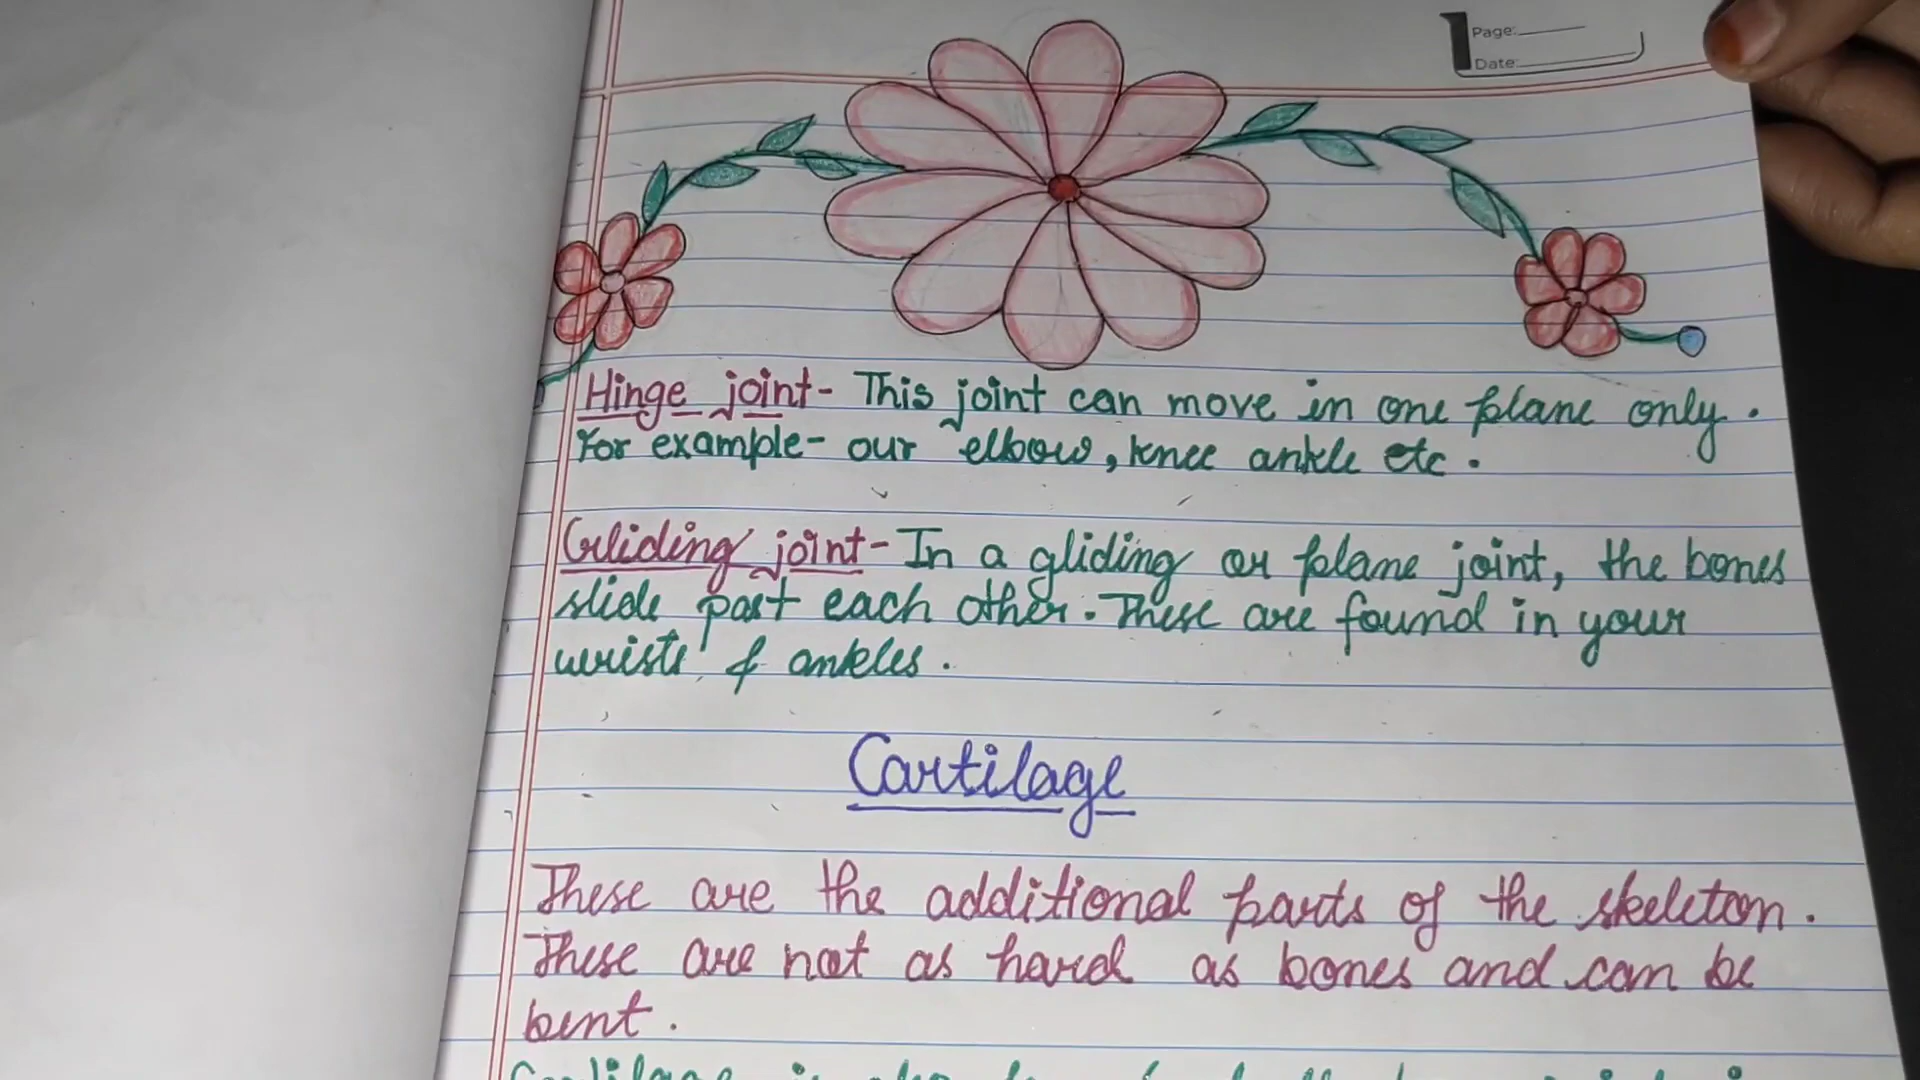 Page:
Date:
Hinge joint- This joint can move in one plane only.
For example- our elbow, knee ankle etc.
Gliding joint- In a gliding or plane joint, the bones
slide past each other. These are found in your
wrists & ankles.
Cartilage
These are the additional parts of the skeleton.
These are not as hard as bones and can be
bent.
Cartilage is also